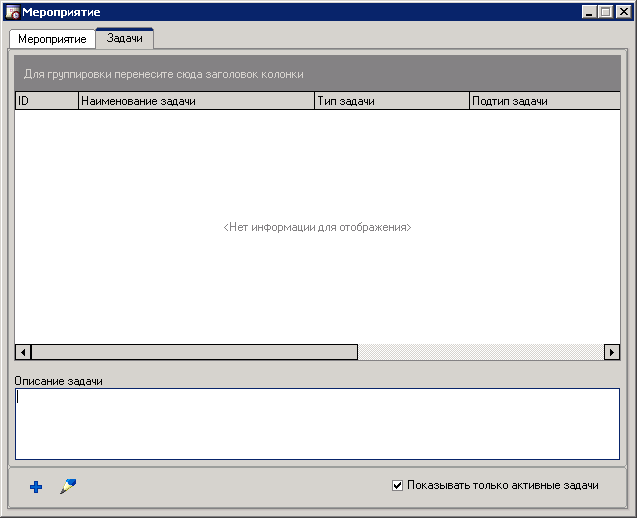 Мероприятие
Мероприятие Задачи
Для группировки перенесите сюда заголовок колонки
ID Наименование задачи Тип задачи Подтип задачи
<Нет информации для отображения>
Описание задачи
Показывать только активные задачи